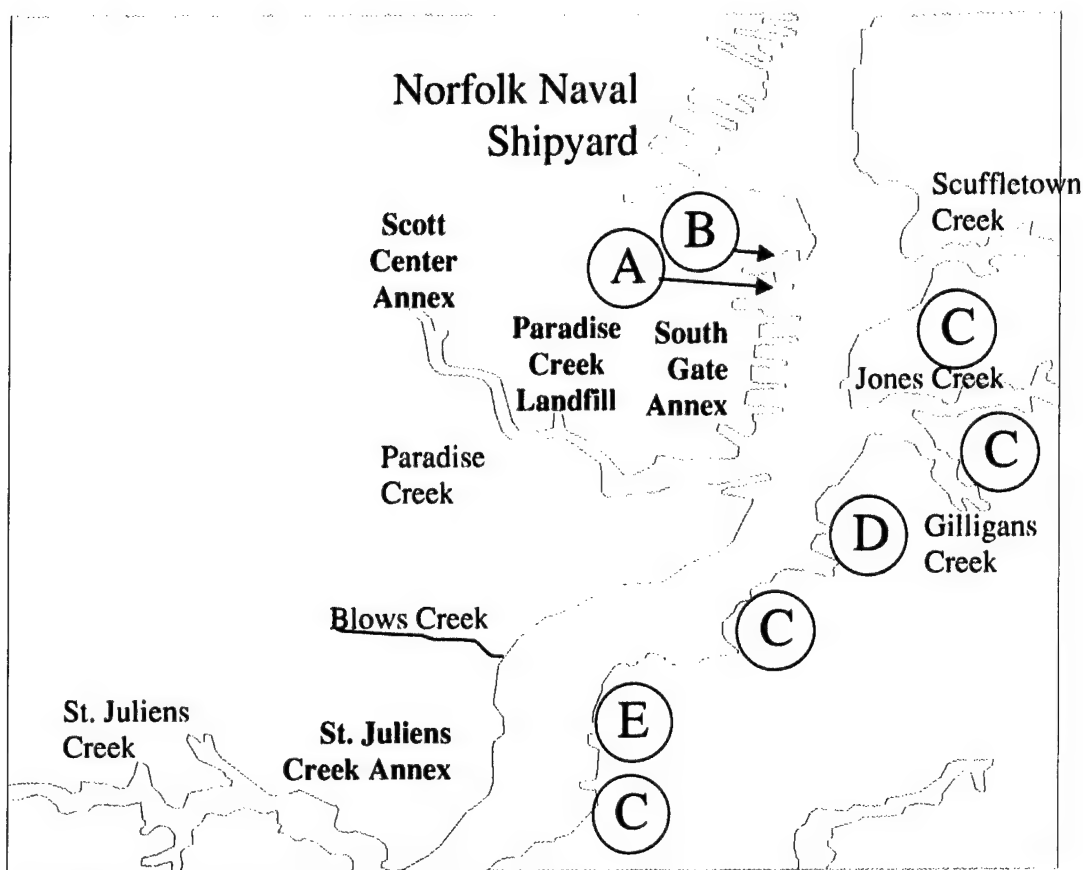 Norfolk Naval
Shipyard
Scuffletown
Creek
Scott
Center
Annex
B
A
C
Paradise
Creek
Landfill
South
Gate
Annex
Jones Creek
C
Paradise
Creek
D
Gilligans
Creek
Blows Creek
C
St. Juliens
Creek
St. Juliens
Creek Annex
E
C